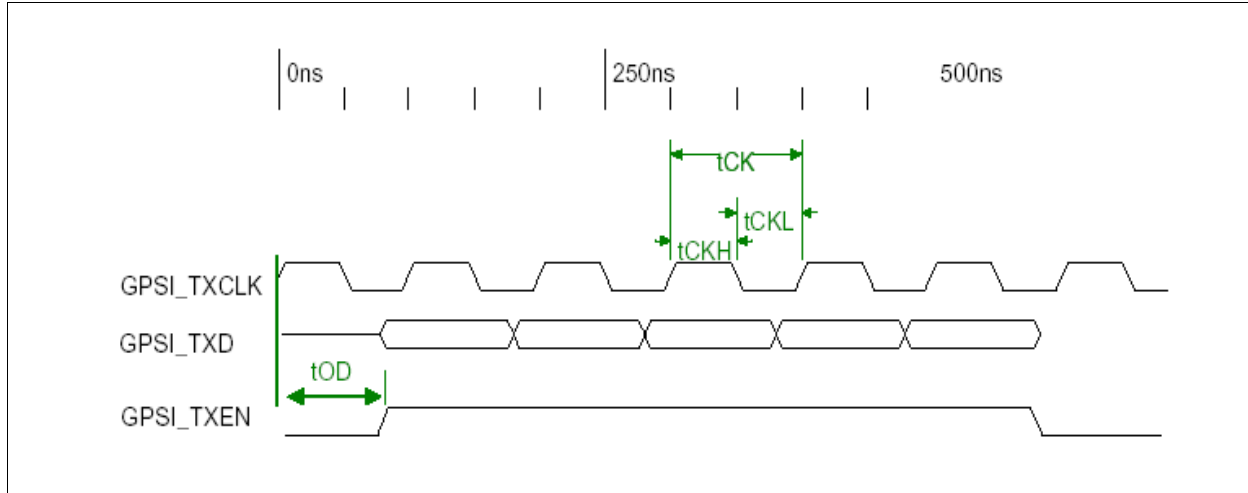 0ns 250ns 500ns
tCK
tCKL
tCKH
GPSI_TXCLK
GPSI_TXD
tOD
GPSI_TXEN